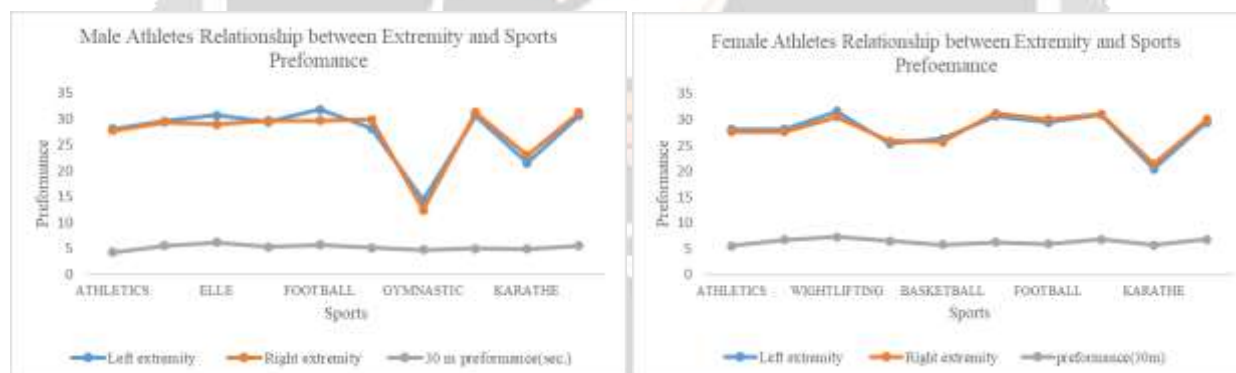 Male Athletes Relationship between Extremity and Sports
Prefomance
35
30
25
20
15
10
5
0
Preformance
ATHLETICS
ELLE
FOOTBALL
GYMNASTIC
KARATHE
Sports
Left extremity
Right extremity
30 m preformance(sec.)
Female Athletes Relationship between Extremity and Sports
Prefoemance
35
30
25
20
15
10
5
0
Preformance
ATHLETICS
WIGHTLIFTING
BASKETBALL
FOOTBALL
KARATHE
Sports
Left extremity
Right extremity
preformance(30m)